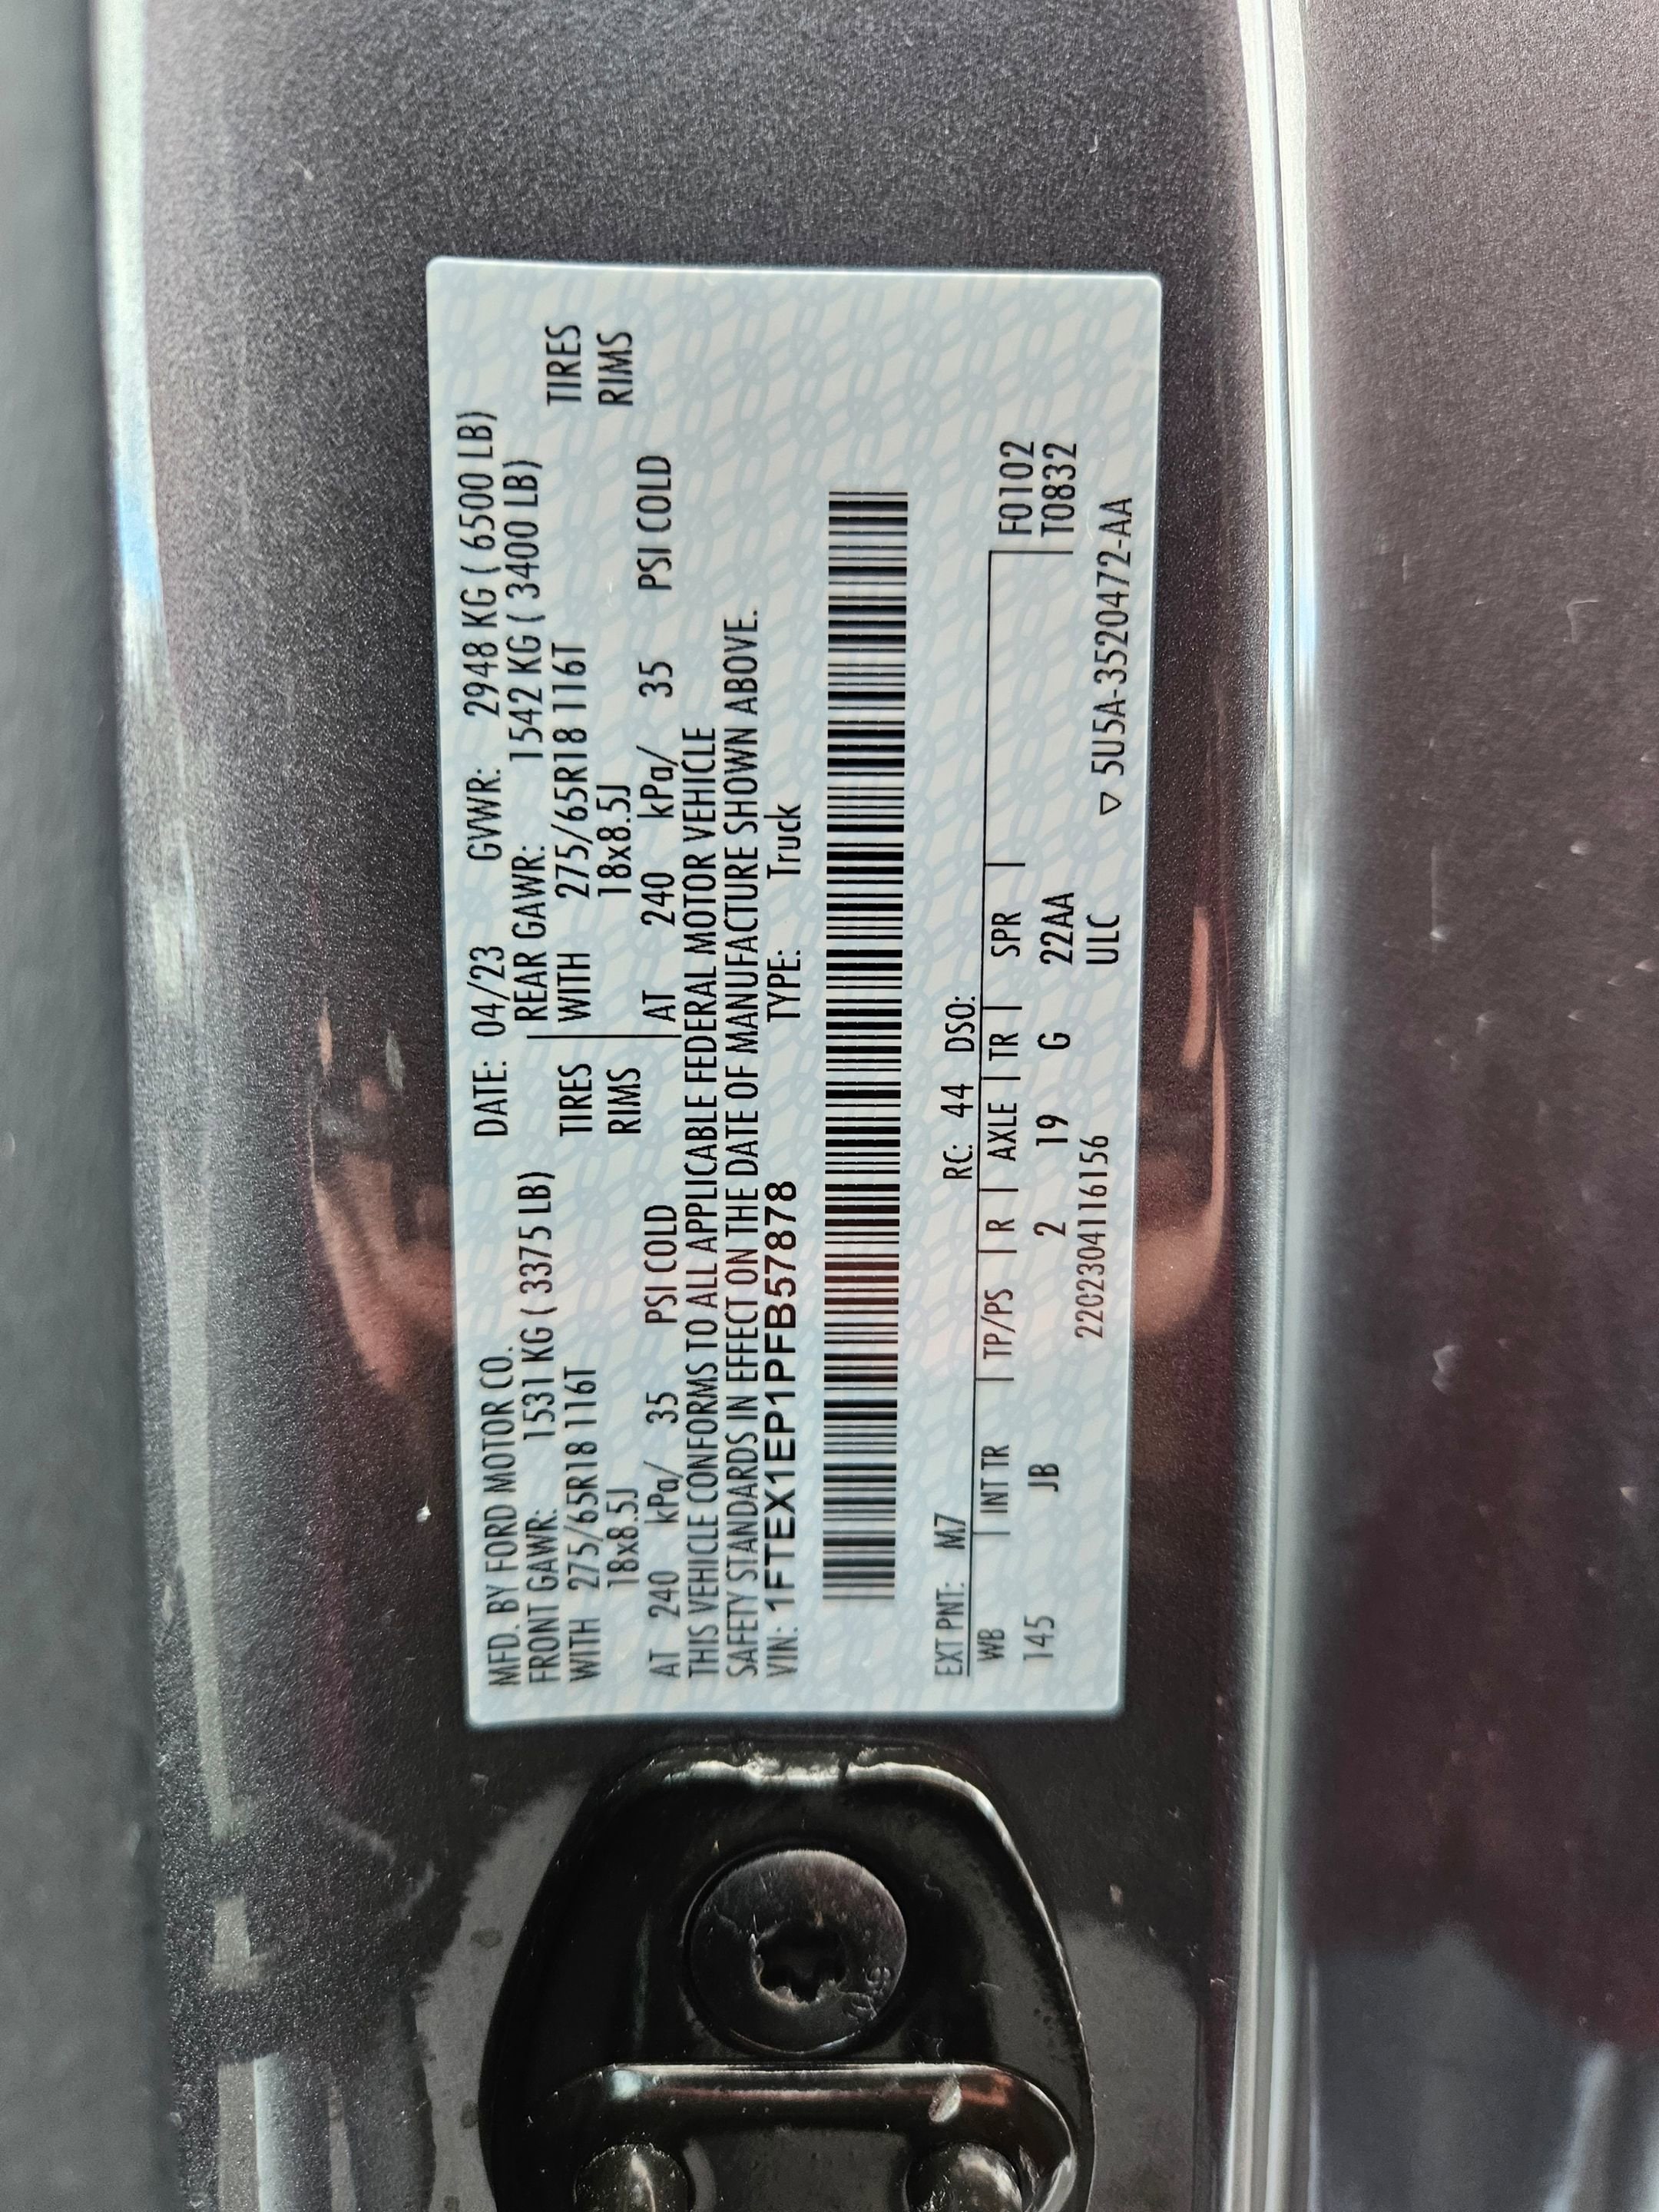 MFD. BY FORD MOTOR CO. DATE: 04/23 GVWR: 2948 KG ( 6500 LB)
FRONT GAWR: 1531 KG ( 3375 LB) REAR GAWR: 1542 KG ( 3400 LB)
WITH 275/65R18 116T TIRES WITH 275/65R18 116T TIRES
18x8.5J RIMS 18x8.5J RIMS
AT 240 kPa/ 35 PSI COLD AT 240 kPa/ 35 PSI COLD
THIS VEHICLE CONFORMS TO ALL APPLICABLE FEDERAL MOTOR VEHICLE
SAFETY STANDARDS IN EFFECT ON THE DATE OF MANUFACTURE SHOWN ABOVE.
VIN: 1FTEX1EP1PFB57878 TYPE: Truck
EXT PNT: M7 RC: 44 DSO:
WB INT TR TP/PS R AXLE TR SPR F0102
145 JB 2 19 G 22AA T0832
220230411 6156 ULC
▽ 5U5A-3520472-AA